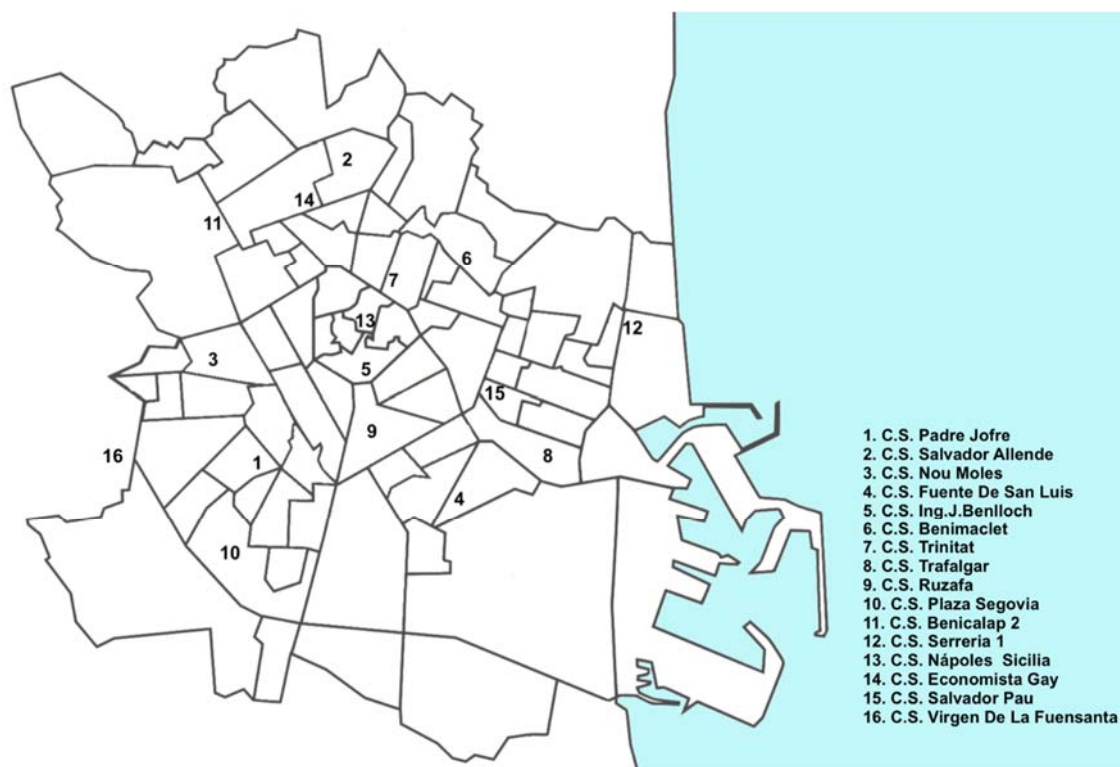 2
14
11
6
7
13
12
3
5
15
9
16
1
8
4
10
1. C.S. Padre Jofre
2. C.S. Salvador Allende
3. C.S. Nou Moles
4. C.S. Fuente De San Luis
5. C.S. Ing.J.Benlloch
6. C.S. Benimaclet
7. C.S. Trinitat
8. C.S. Trafalgar
9. C.S. Ruzafa
10. C.S. Plaza Segovia
11. C.S. Benicalap 2
12. C.S. Serreria 1
13. C.S. Nápoles Sicilia
14. C.S. Economista Gay
15. C.S. Salvador Pau
16. C.S. Virgen De La Fuensanta